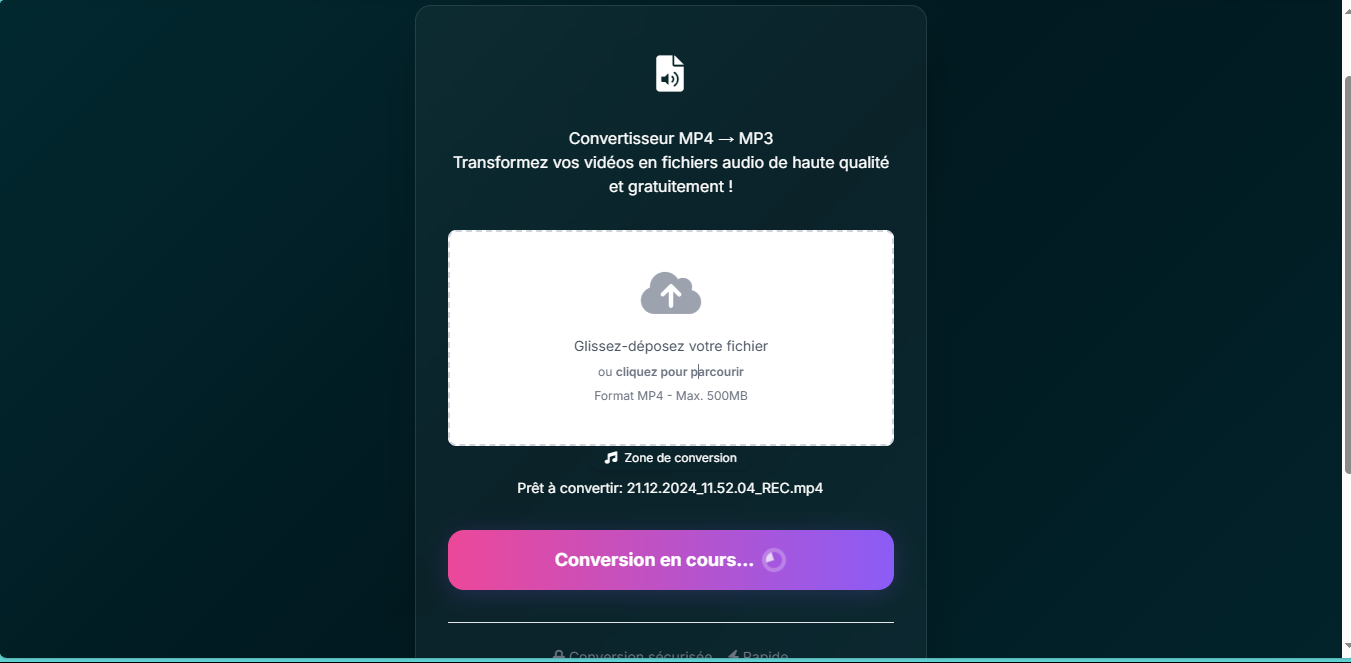 Convertisseur MP4 → MP3
Transformez vos vidéos en fichiers audio de haute qualité
et gratuitement !
Glissez-déposez votre fichier
ou cliquez pour parcourir
Format MP4 - Max. 500MB
Zone de conversion
Prêt à convertir: 21.12.2024_11.52.04_REC.mp4
Conversion en cours...
Conversion sécurisée Rapide